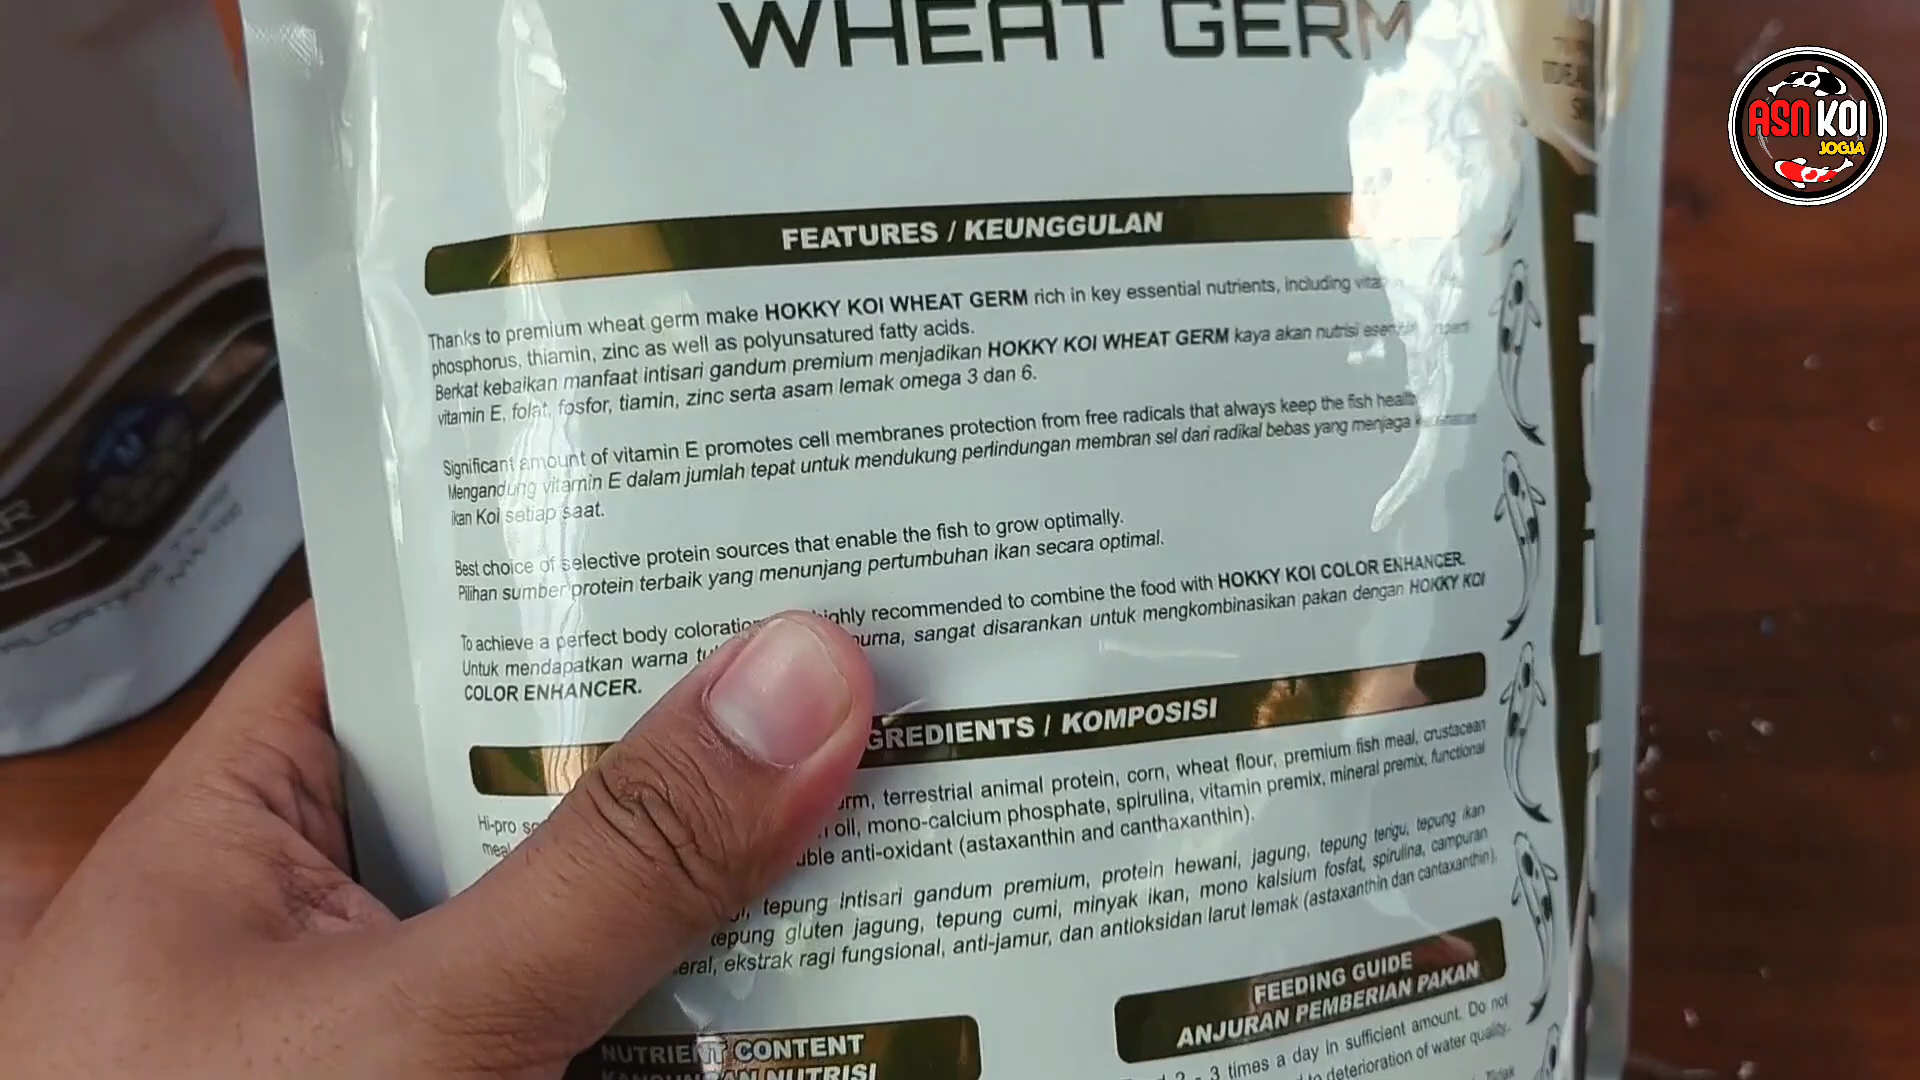 WHEAT GERM
ASN KOI
JOGJA
FEATURES / KEUNGGULAN
Thanks to premium wheat germ make HOKKY KOI WHEAT GERM rich in key essential nutrients, including
phosphorus, thiamin, zinc as well as polyunsatured fatty acids.
Berkat kebaikan manfaat intisari gandum premium menjadikan HOKKY KOI WHEAT GERM kaya akan nutrisi
vitamin E, folat, fosfor, tiamin, zinc serta asam lemak omega 3 dan 6.
Significant amount of vitamin E promotes cell membranes protection from free radicals that always keep the fish
Mengandung vitamin E dalam jumlah tepat untuk mendukung perlindungan membran sel dari radikal bebas yang menjaga
ikan Koi setiap saat.
Best choice of selective protein sources that enable the fish to grow optimally.
Pilihan sumber protein terbaik yang menunjang pertumbuhan ikan secara optimal.
To achieve a perfect body recommended to combine the food with HOKKY KOI COLOR ENHANCER.
Untuk mendapatkan warna sangat disarankan untuk mengkombinasikan pakan dengan HOKKY KOI
COLOR ENHANCER.
/ KOMPOSISI
Hi-pro terrestrial animal protein, corn, wheat flour, premium fish meal, crustacean
meal oil, mono-calcium phosphate, spirulina, vitamin premix, mineral premix, functional
anti-oxidant (astaxanthin and canthaxanthin).
tepung intisari gandum premium, protein hewani, jagung, tepung terigu, tepung ikan
tepung gluten jagung, tepung cumi, minyak ikan, mono kalsium fosfat, spirulina, campuran
ekstrak ragi fungsional, anti-jamur, dan antioksidan larut lemak (astaxanthin dan cantaxanthin).
NUTRIENT CONTENT
NUTRISI
FEEDING GUIDE
ANJURAN PEMBERIAN PAKAN
2 - 3 times a day in sufficient amount. Do not
deterioration of water quality.